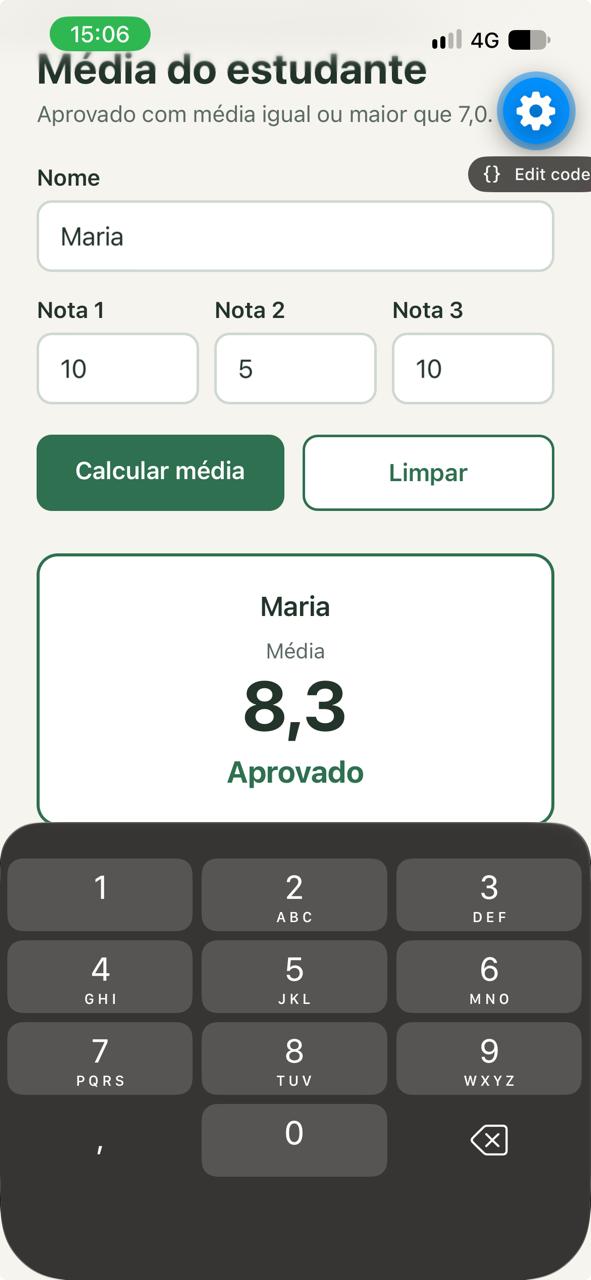 15:06
4G
Média do estudante
Aprovado com média igual ou maior que 7,0.
{} Edit code
Nome
Maria
Nota 1 Nota 2 Nota 3
10 5 10
Calcular média Limpar
Maria
Média
8,3
Aprovado
1 2 3
ABC DEF
4 5 6
GHI JKL MNO
7 8 9
PQRS TUV WXYZ
, 0